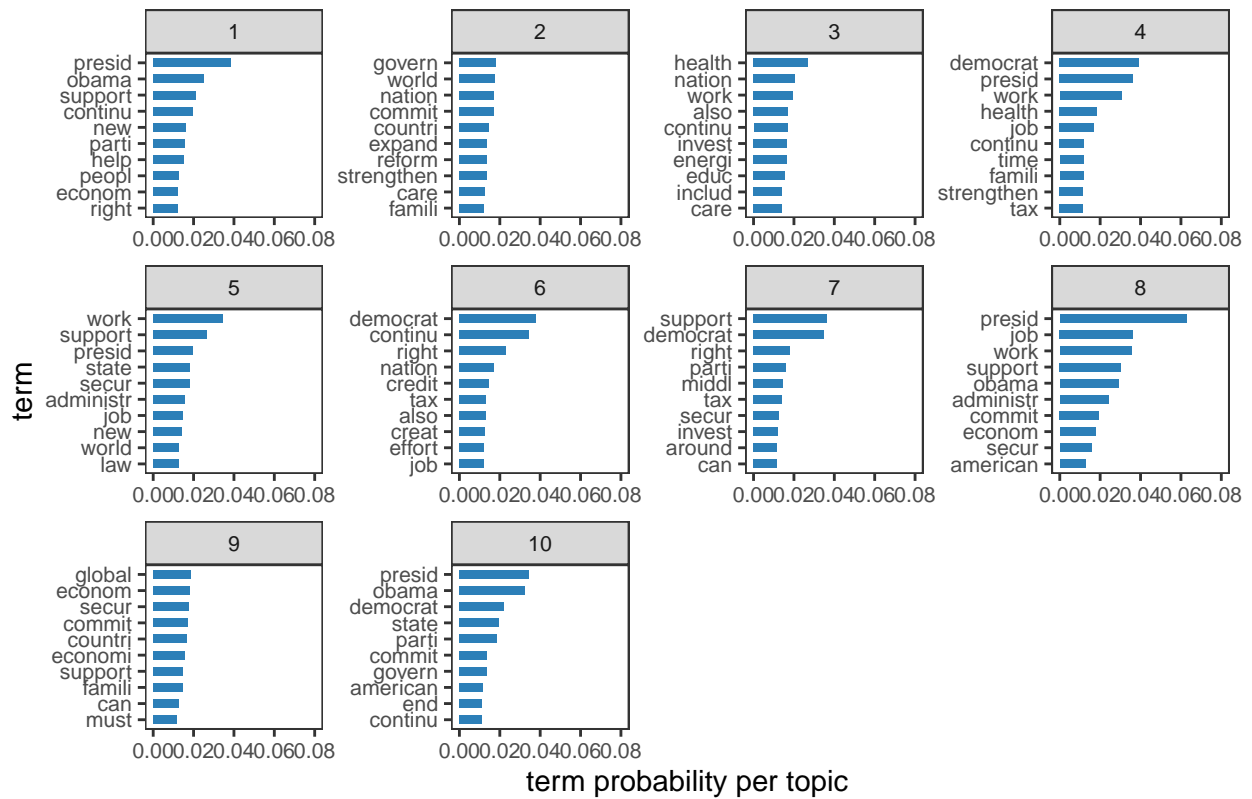 1
presid
obama
support
continu
new
parti
help
peopl
econom
right
0.000.020.040.060.08
2
govern
world
nation
commit
countri
expand
reform
strengthen
care
famili
0.000.020.040.060.08
3
health
nation
work
also
continu
invest
energi
educ
includ
care
0.000.020.040.060.08
4
democrat
presid
work
health
job
continu
time
famili
strengthen
tax
0.000.020.040.060.08
term
5
work
support
presid
state
secur
administr
job
new
world
law
0.000.020.040.060.08
6
democrat
continu
right
nation
credit
tax
also
creat
effort
job
0.000.020.040.060.08
7
support
democrat
right
parti
middl
tax
secur
invest
around
can
0.000.020.040.060.08
8
presid
job
work
support
obama
administr
commit
econom
secur
american
0.000.020.040.060.08
9
global
econom
secur
commit
countri
economi
support
famili
can
must
0.000.020.040.060.08
10
presid
obama
democrat
state
parti
commit
govern
american
end
continu
0.000.020.040.060.08
term probability per topic